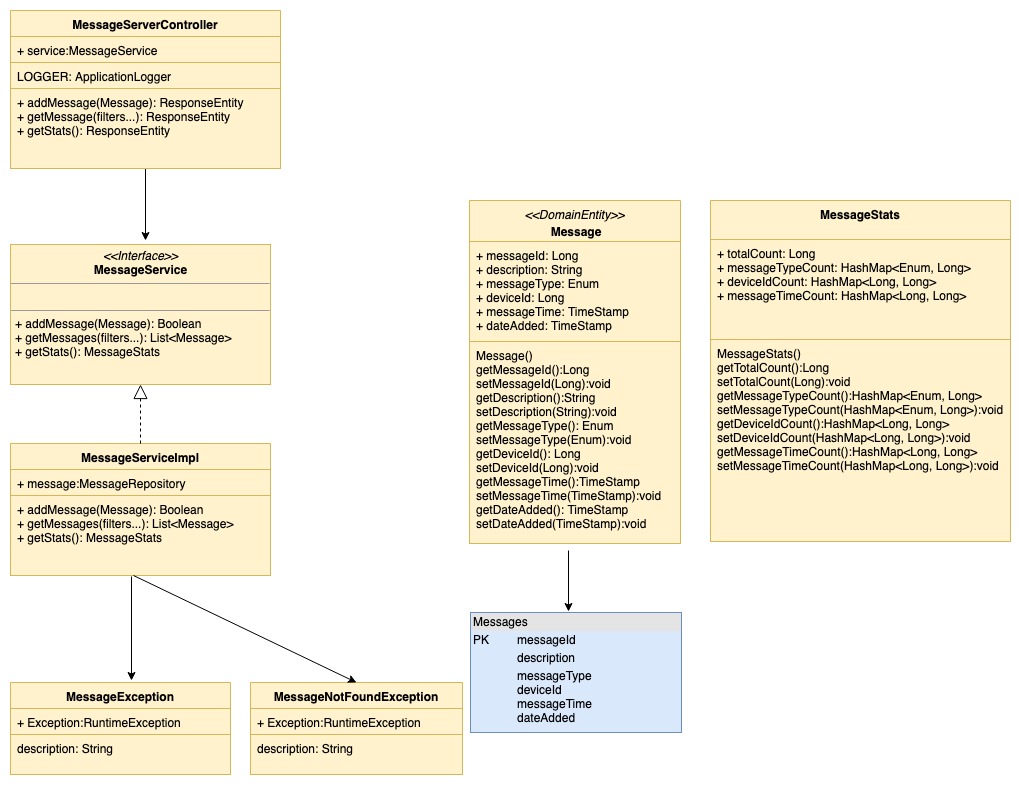 MessageServerController
+ service:MessageService
LOGGER: ApplicationLogger
+ addMessage(Message): ResponseEntity
+ getMessage(filters...): ResponseEntity
+ getStats(): ResponseEntity
<<Interface>>
MessageService
+ addMessage(Message): Boolean
+ getMessages(filters...): List<Message>
+ getStats(): MessageStats
MessageServiceImpl
+ message:MessageRepository
+ addMessage(Message): Boolean
+ getMessages(filters...): List<Message>
+ getStats(): MessageStats
MessageException
+ Exception:RuntimeException
description: String
MessageNotFoundException
+ Exception:RuntimeException
description: String
<<DomainEntity>>
Message
+ messageId: Long
+ description: String
+ messageType: Enum
+ deviceId: Long
+ messageTime: TimeStamp
+ dateAdded: TimeStamp
Message()
getMessageId():Long
setMessageId(Long):void
getDescription():String
setDescription(String):void
getMessageType(): Enum
setMessageType(Enum):void
getDeviceId(): Long
setDeviceId(Long):void
getMessageTime():TimeStamp
setMessageTime(TimeStamp):void
getDateAdded(): TimeStamp
setDateAdded(TimeStamp):void
Messages
PK messageId
description
messageType
deviceId
messageTime
dateAdded
MessageStats
+ totalCount: Long
+ messageTypeCount: HashMap<Enum, Long>
+ deviceIdCount: HashMap<Long, Long>
+ messageTimeCount: HashMap<Long, Long>
MessageStats()
getTotalCount():Long
setTotalCount(Long):void
getMessageTypeCount():HashMap<Enum, Long>
setMessageTypeCount(HashMap<Enum, Long>):void
getDeviceIdCount():HashMap<Long, Long>
setDeviceIdCount(HashMap<Long, Long>):void
getMessageTimeCount():HashMap<Long, Long>
setMessageTimeCount(HashMap<Long, Long>):void